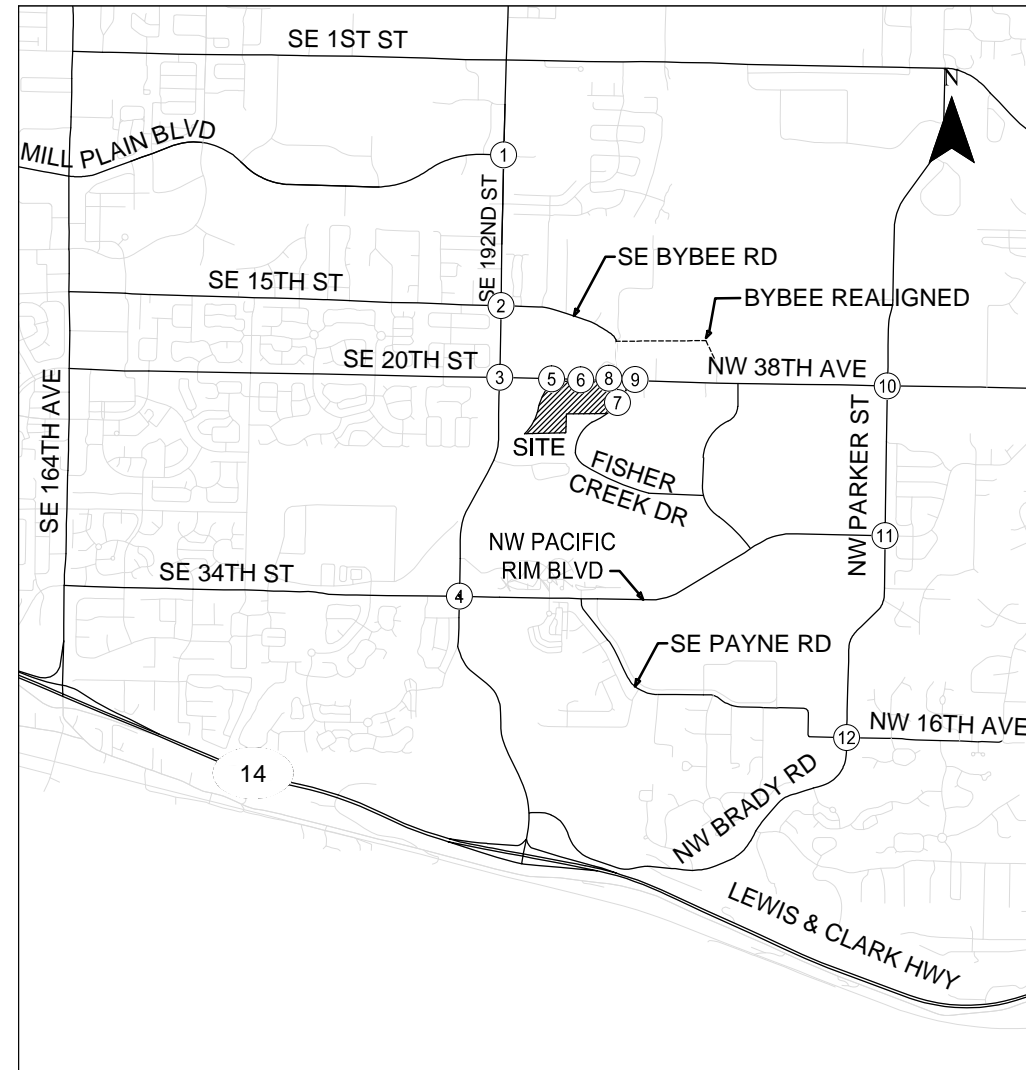 SE 1ST ST
N
MILL PLAIN BLVD
1
SE 192ND ST
SE BYBEE RD
SE 15TH ST
BYBEE REALIGNED
2
SE 20TH ST
NW 38TH AVE
3
5
6
8
9
10
7
SE 164TH AVE
SITE
NW PARKER ST
FISHER
CREEK DR
11
NW PACIFIC
RIM BLVD
SE 34TH ST
4
SE PAYNE RD
NW 16TH AVE
12
14
NW BRADY RD
LEWIS & CLARK HWY